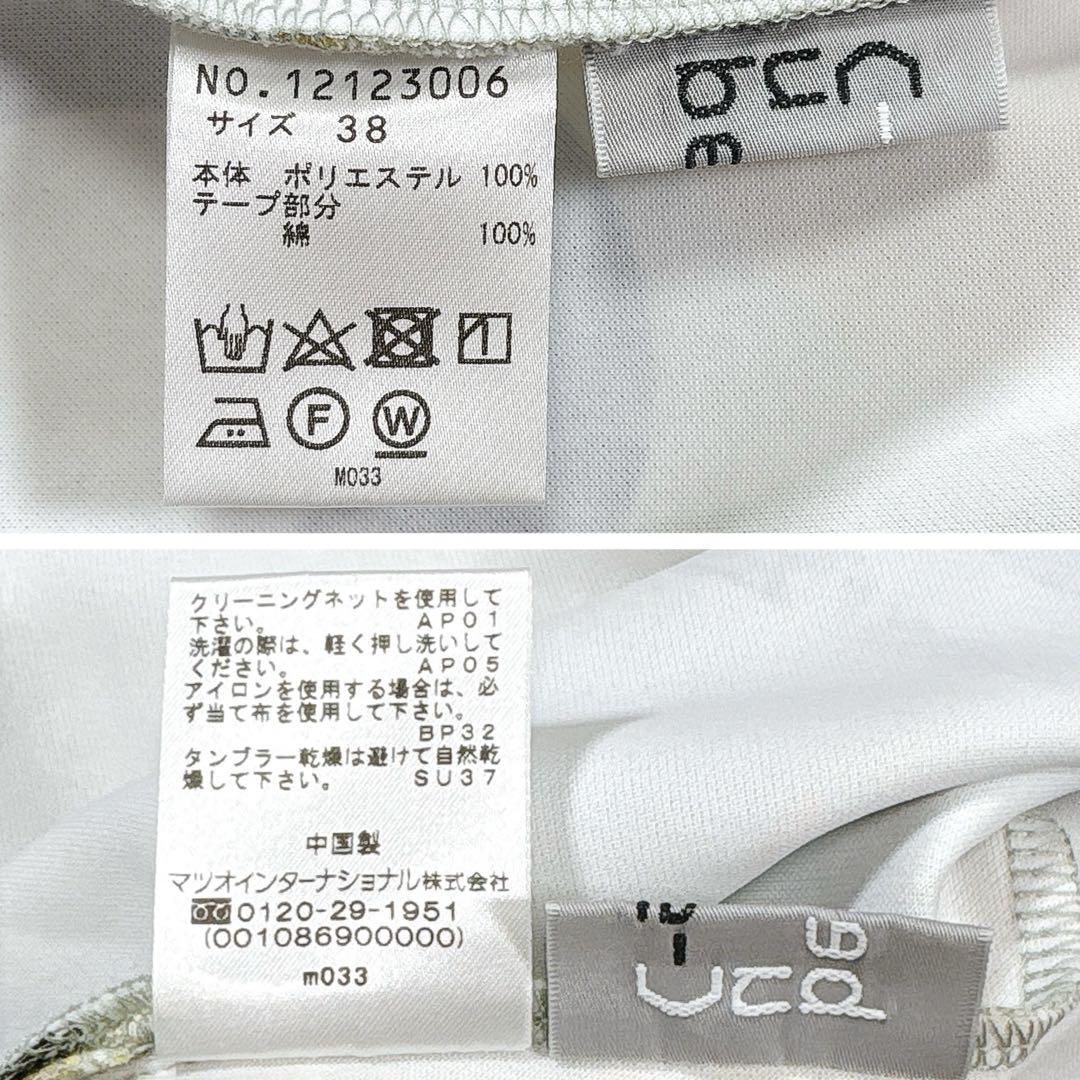 NO.12123006
サイズ 38
本体 ポリエステル 100%
テープ部分
綿 100%
F
W
M033
クリーニングネットを使用して
下さい。 AP01
洗濯の際は、軽く押し洗いして
ください。 AP05
アイロンを使用する場合は、必
ず当て布を使用して下さい。
BP32
タンブラー乾燥は避けて自然乾
燥して下さい。 SU37
中国製
マツオインターナショナル株式会社
0120-29-1951
(001086900000)
m033